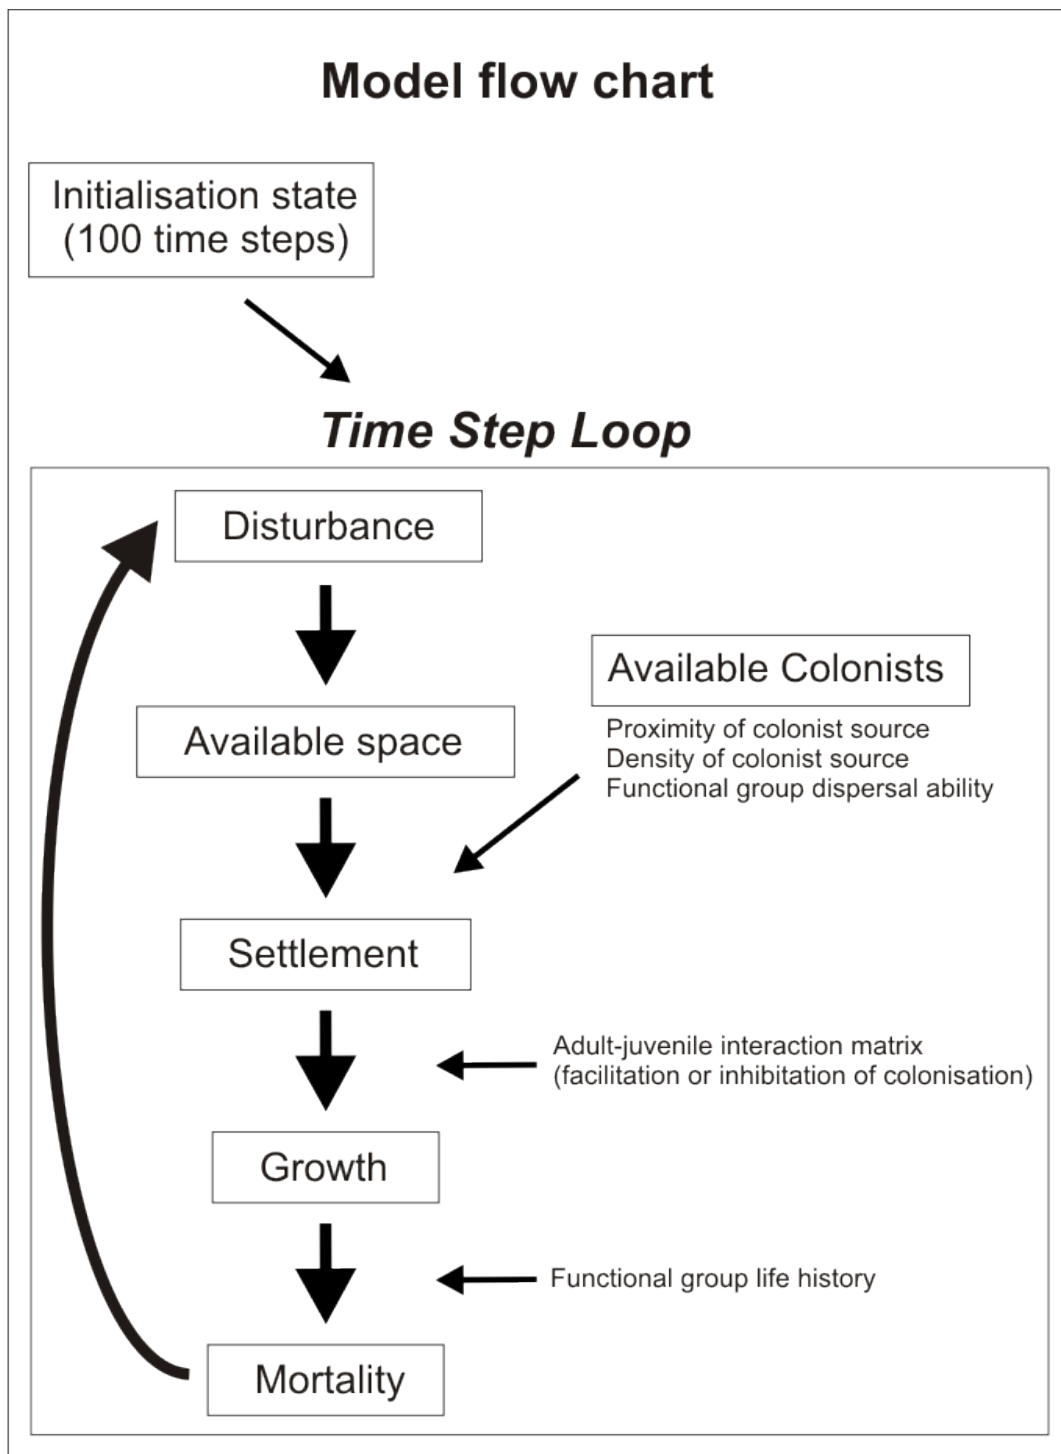 Model flow chart
Initialisation state
(100 time steps)
Time Step Loop
Disturbance
Available space
Available Colonists
Proximity of colonist source
Density of colonist source
Functional group dispersal ability
Settlement
Adult-juvenile interaction matrix
(facilitation or inhibitation of colonisation)
Growth
Functional group life history
Mortality